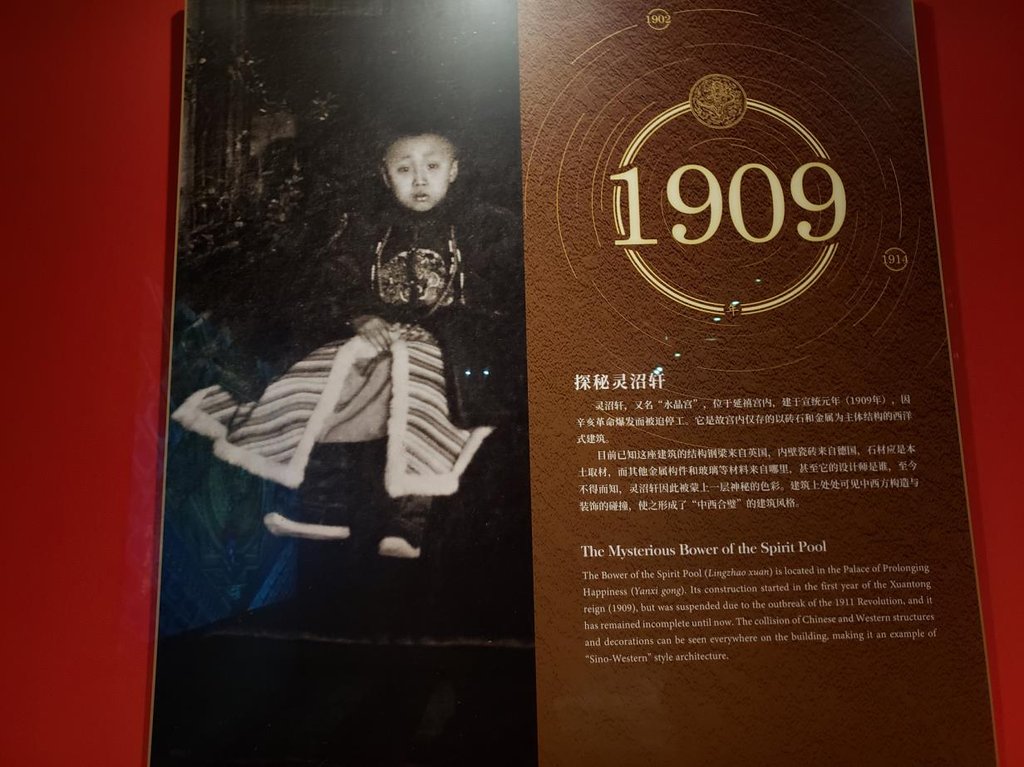 1902
1909
1914
年
探秘灵沼轩
灵沼轩，又名“水晶宫”，位于延禧宫内，建于宣统元年（1909年），因
辛亥革命爆发而被迫停工。它是故宫内仅存的以砖石和金属为主体结构的西洋
式建筑。
目前已知这座建筑的结构钢梁来自英国，内壁瓷砖来自德国，石材应是本
土取材，而其他金属构件和玻璃等材料来自哪里，甚至它的设计师是谁，至今
不得而知，灵沼轩因此被蒙上一层神秘的色彩。建筑上处处可见中西方构造与
装饰的碰撞，使之形成了“中西合璧”的建筑风格。
The Mysterious Bower of the Spirit Pool
The Bower of the Spirit Pool (Lingzhao xuan) is located in the Palace of Prolonging
Happiness (Yanxi gong). Its construction started in the first year of the Xuantong
reign (1909), but was suspended due to the outbreak of the 1911 Revolution, and it
has remained incomplete until now. The collision of Chinese and Western structures
and decorations can be seen everywhere on the building, making it an example of
“Sino-Western” style architecture.